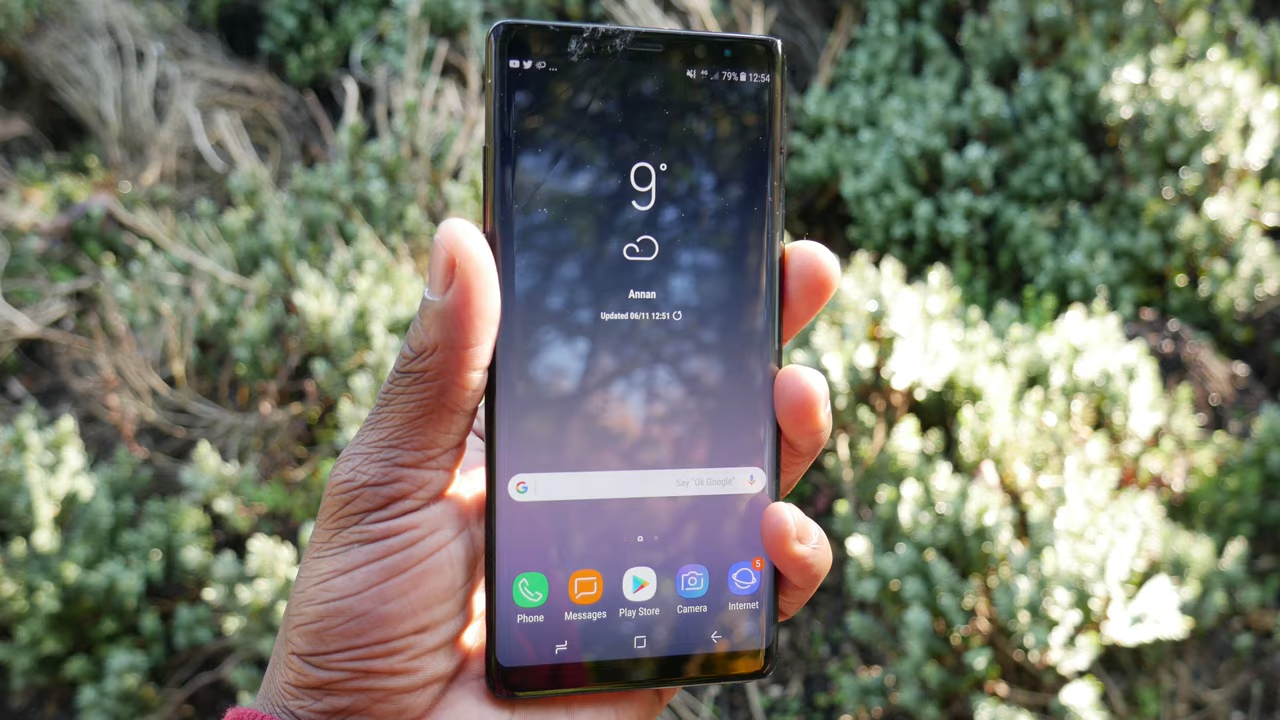 79% 12:54
9°
Annan
Updated 06/11 12:51
Say "Ok Google"
5
Phone
Messages
Play Store
Camera
Internet